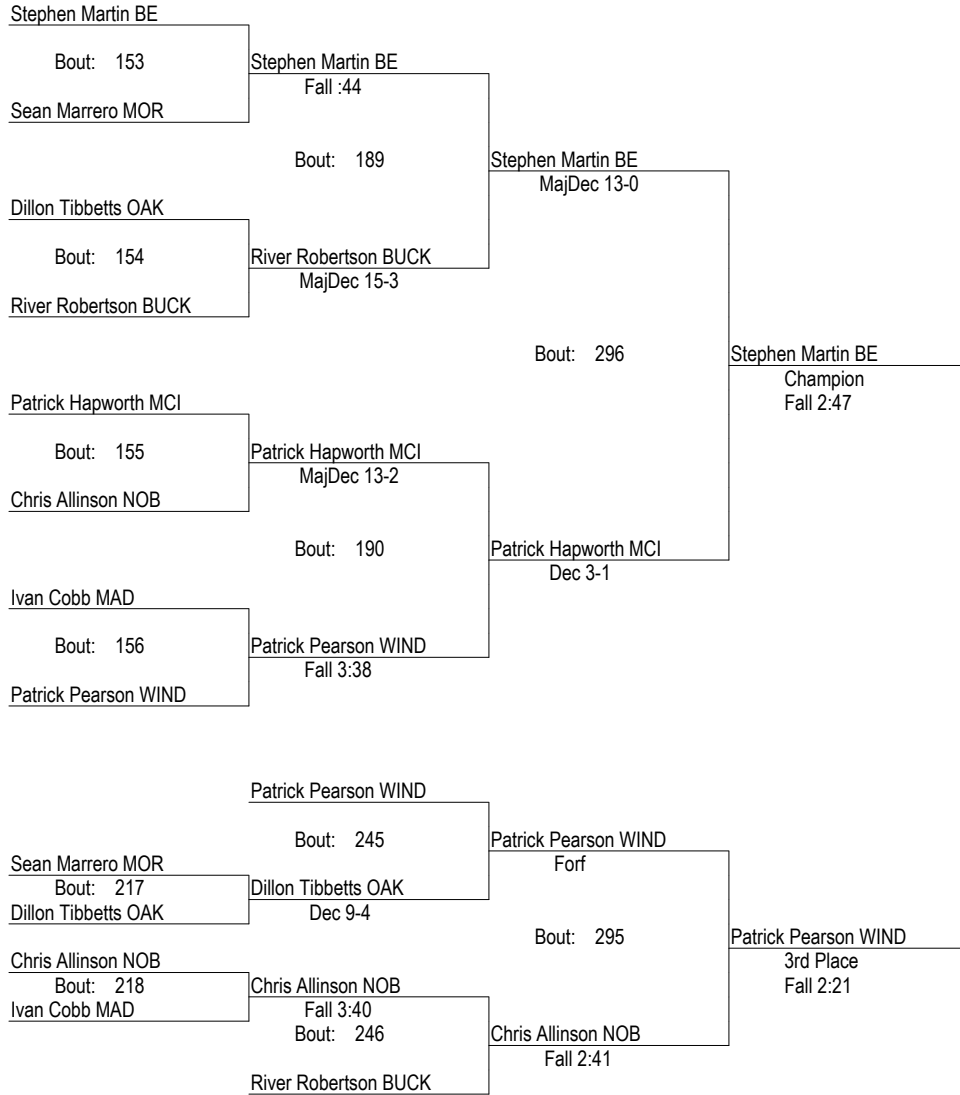 Stephen Martin BE
Bout: 153
Stephen Martin BE
Fall :44
Sean Marrero MOR
Bout: 189
Stephen Martin BE
MajDec 13-0
Dillon Tibbetts OAK
Bout: 154
River Robertson BUCK
MajDec 15-3
River Robertson BUCK
Bout: 296
Stephen Martin BE
Champion
Fall 2:47
Patrick Hapworth MCI
Bout: 155
Patrick Hapworth MCI
MajDec 13-2
Chris Allinson NOB
Bout: 190
Patrick Hapworth MCI
Dec 3-1
Ivan Cobb MAD
Bout: 156
Patrick Pearson WIND
Fall 3:38
Patrick Pearson WIND
Patrick Pearson WIND
Bout: 245
Patrick Pearson WIND
Forf
Sean Marrero MOR
Bout: 217
Dillon Tibbetts OAK
Dillon Tibbetts OAK
Dec 9-4
Bout: 295
Patrick Pearson WIND
3rd Place
Fall 2:21
Chris Allinson NOB
Bout: 218
Ivan Cobb MAD
Chris Allinson NOB
Fall 3:40
Bout: 246
Chris Allinson NOB
Fall 2:41
River Robertson BUCK